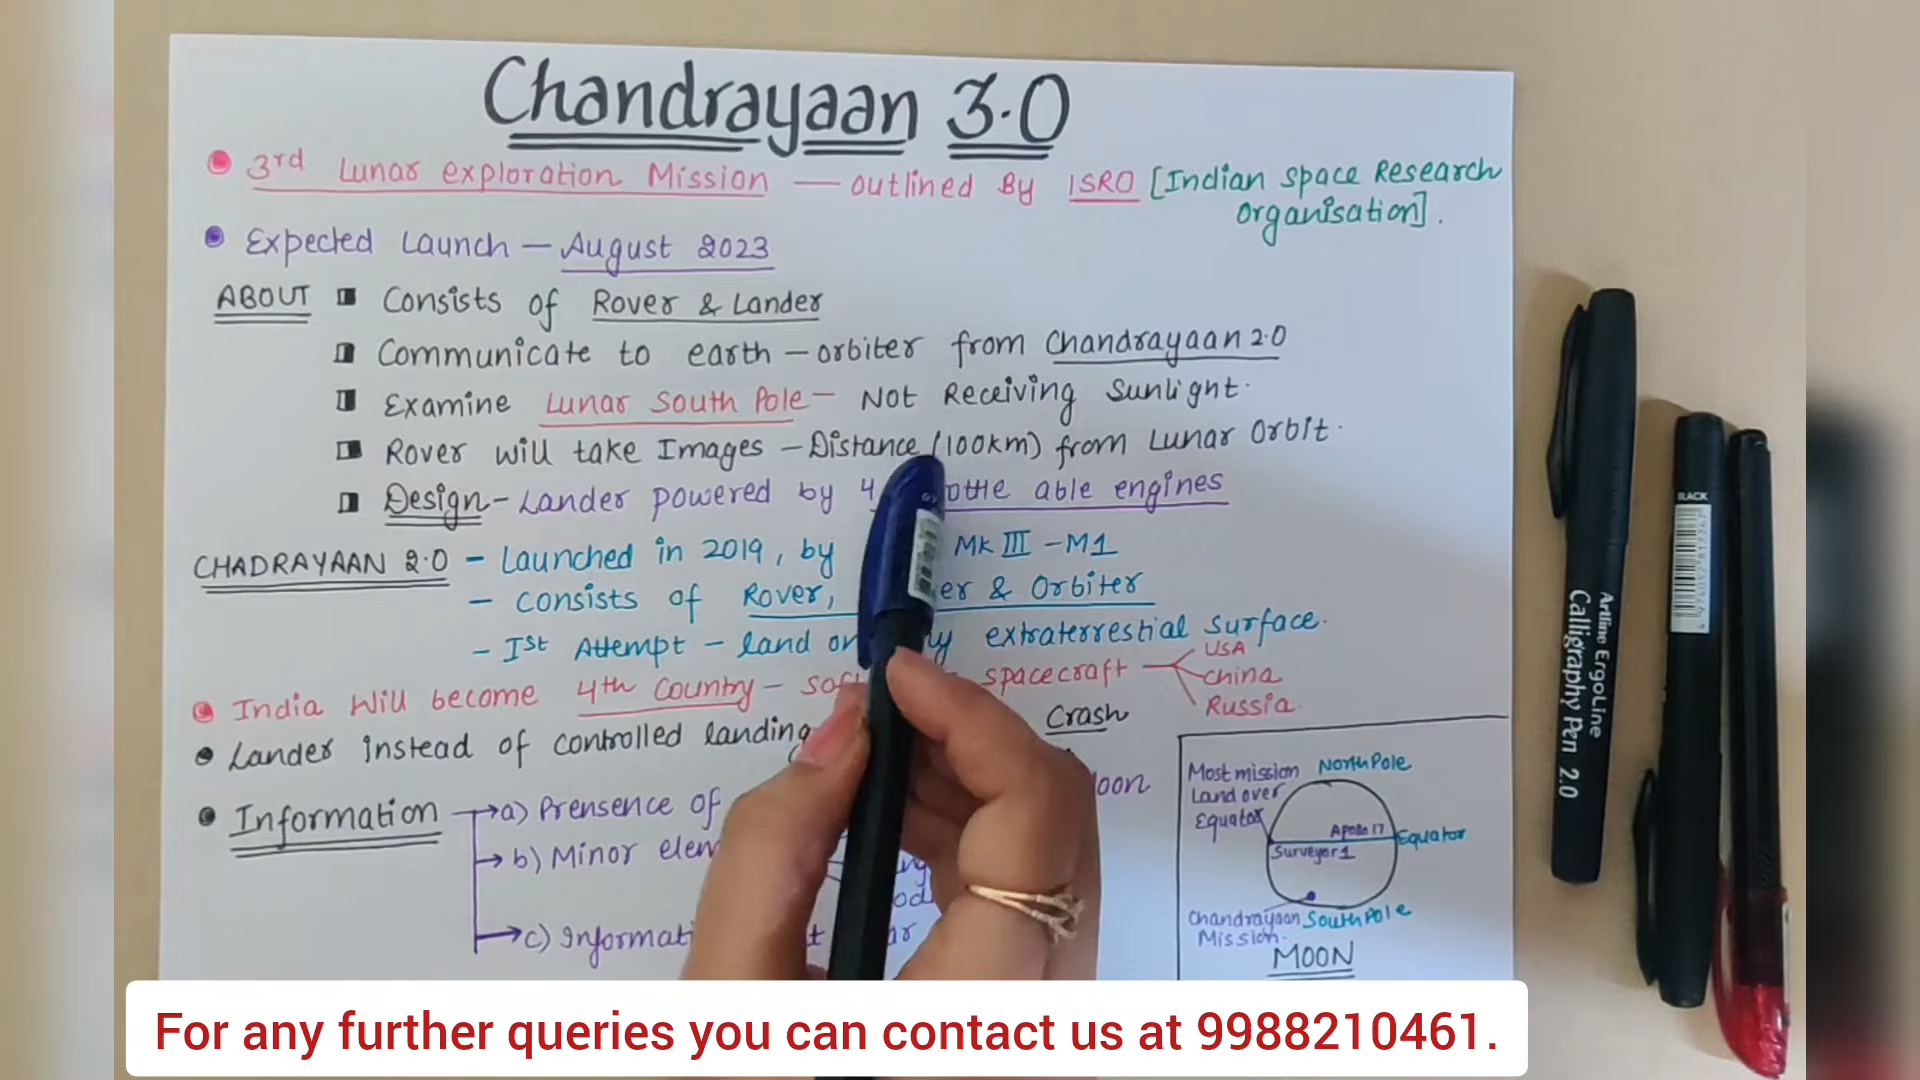 Chandrayaan 3.0
3rd Lunar exploration Mission — outlined By ISRO [Indian Space Research
Organisation].
Expected Launch — August 2023
ABOUT Consists of Rover & Lander
Communicate to earth — orbiter from Chandrayaan 2.0
Examine Lunar South Pole — Not Receiving Sunlight.
Rover will take Images — Distance (100km) from Lunar Orbit.
Design - Lander powered by 4 able engines
CHADRAYAAN 2.0 - Launched in 2019, by MK III - M1
- Consists of Rover, & Orbiter
- Ist Attempt - land extraterrestial surface.
India Will become 4th Country - spacecraft
USA
China
Russia
Lander instead of controlled landing Crash
Information a) Prensence of
b) Minor
c)
Most mission
Land over
Equator
North Pole
Apollo 17
Equator
Surveyor 1
Chandrayaan
Mission.
South Pole
MOON
BLACK
Artline ErgoLine
Calligraphy Pen 2.0
For any further queries you can contact us at 9988210461.